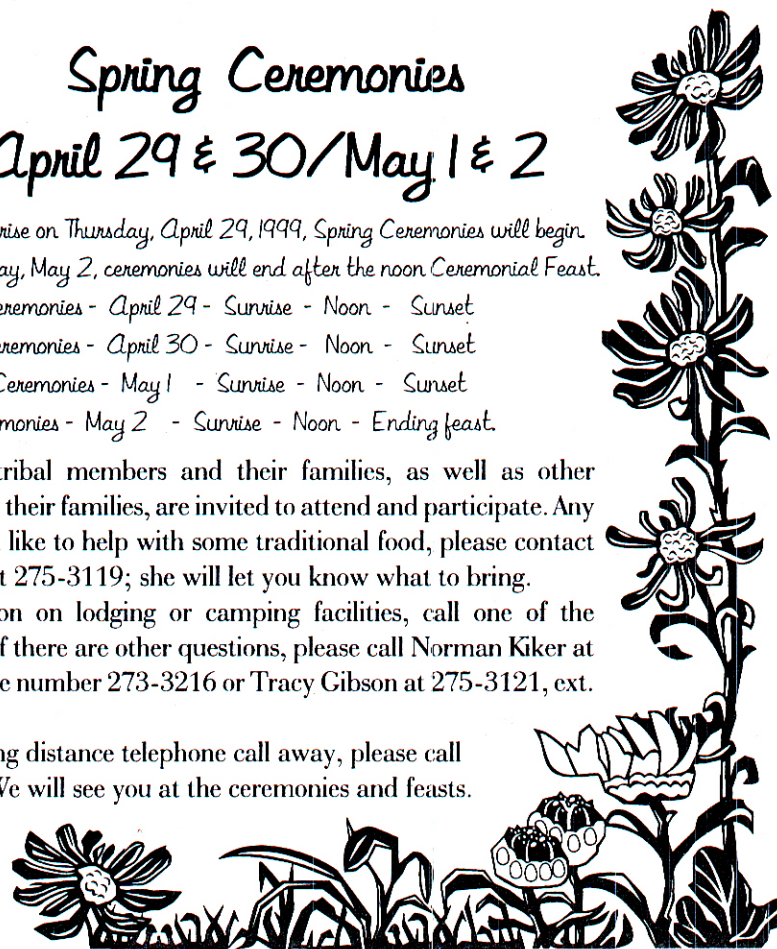 Spring Ceremonies
April 29 & 30/May 1 & 2
rise on Thursday, April 29, 1999, Spring Ceremonies will begin.
ay, May 2, ceremonies will end after the noon Ceremonial Feast.
eremonies - April 29 - Sunrise - Noon - Sunset
eremonies - April 30 - Sunrise - Noon - Sunset
Ceremonies - May 1 - Sunrise - Noon - Sunset
monies - May 2 - Sunrise - Noon - Ending feast.
tribal members and their families, as well as other
their families, are invited to attend and participate. Any
like to help with some traditional food, please contact
t 275-3119; she will let you know what to bring.
on on lodging or camping facilities, call one of the
f there are other questions, please call Norman Kiker at
e number 273-3216 or Tracy Gibson at 275-3121, ext.
ng distance telephone call away, please call
We will see you at the ceremonies and feasts.